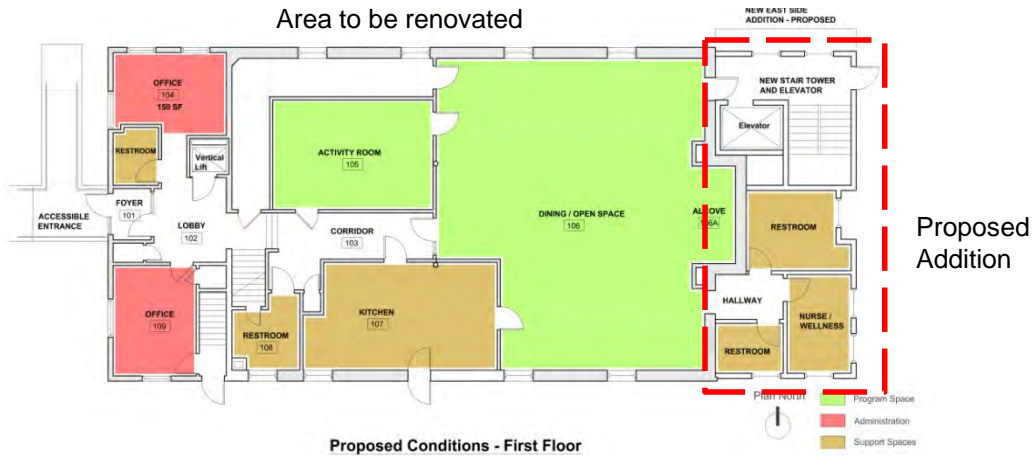 Area to be renovated
NEW EAST SIDE
ADDITION - PROPOSED
OFFICE
104
150 SF
NEW STAIR TOWER
AND ELEVATOR
Elevator
RESTROOM
Vertical
Lift
ACTIVITY ROOM
105
FOYER
101
ACCESSIBLE
ENTRANCE
LOBBY
102
CORRIDOR
103
DINING / OPEN SPACE
106
ALCOVE
106A
RESTROOM
Proposed
Addition
OFFICE
109
RESTROOM
108
KITCHEN
107
HALLWAY
NURSE /
WELLNESS
RESTROOM
Plan North
Program Space
Administration
Support Spaces
Proposed Conditions - First Floor